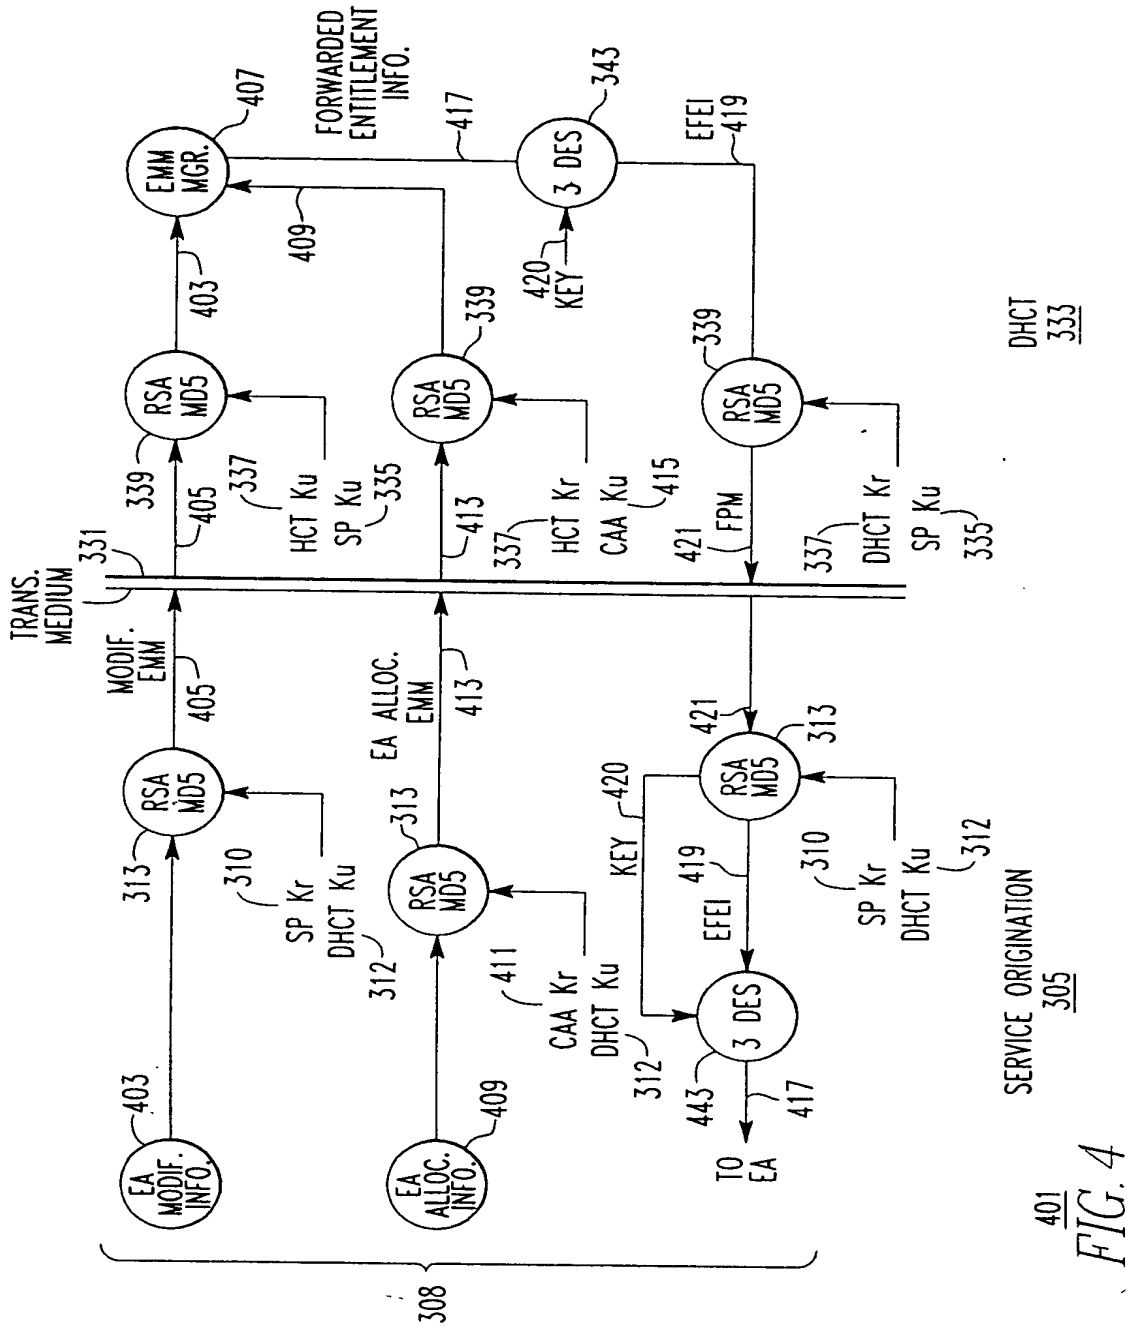 TRANS.
MEDIUM
331
FORWARDED
ENTITLEMENT
INFO.
EA
MODIF.
INFO.
403
313
RSA
MD5
MODIF.
EMM
405
405
339
RSA
MD5
403
EMM
MGR.
407
310
SP Kr
DHCT Ku
312
337
HCT Ku
SP Ku
335
409
417
EA
ALLOC.
INFO.
409
313
RSA
MD5
EA ALLOC.
EMM
413
413
RSA
MD5
339
3 DES
343
420
KEY
411
CAA Kr
DHCT Ku
312
337
HCT Kr
CAA Ku
415
EFEI
419
TO
EA
417
443
3 DES
KEY
420
EFEI
419
RSA
MD5
313
421
421
FPM
RSA
MD5
339
310
SP Kr
DHCT Ku
312
337
DHCT Kr
SP Ku
335
308
SERVICE ORIGINATION
305
DHCT
333
401
FIG. 4